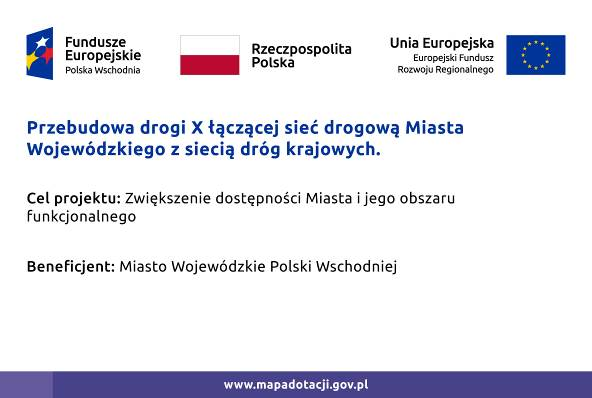 Fundusze
Europejskie
Polska Wschodnia
Rzeczpospolita
Polska
Unia Europejska
Europejski Fundusz
Rozwoju Regionalnego
Przebudowa drogi X łączącej sieć drogową Miasta
Wojewódzkiego z siecią dróg krajowych.
Cel projektu: Zwiększenie dostępności Miasta i jego obszaru
funkcjonalnego
Beneficjent: Miasto Wojewódzkie Polski Wschodniej
www.mapadotacji.gov.pl